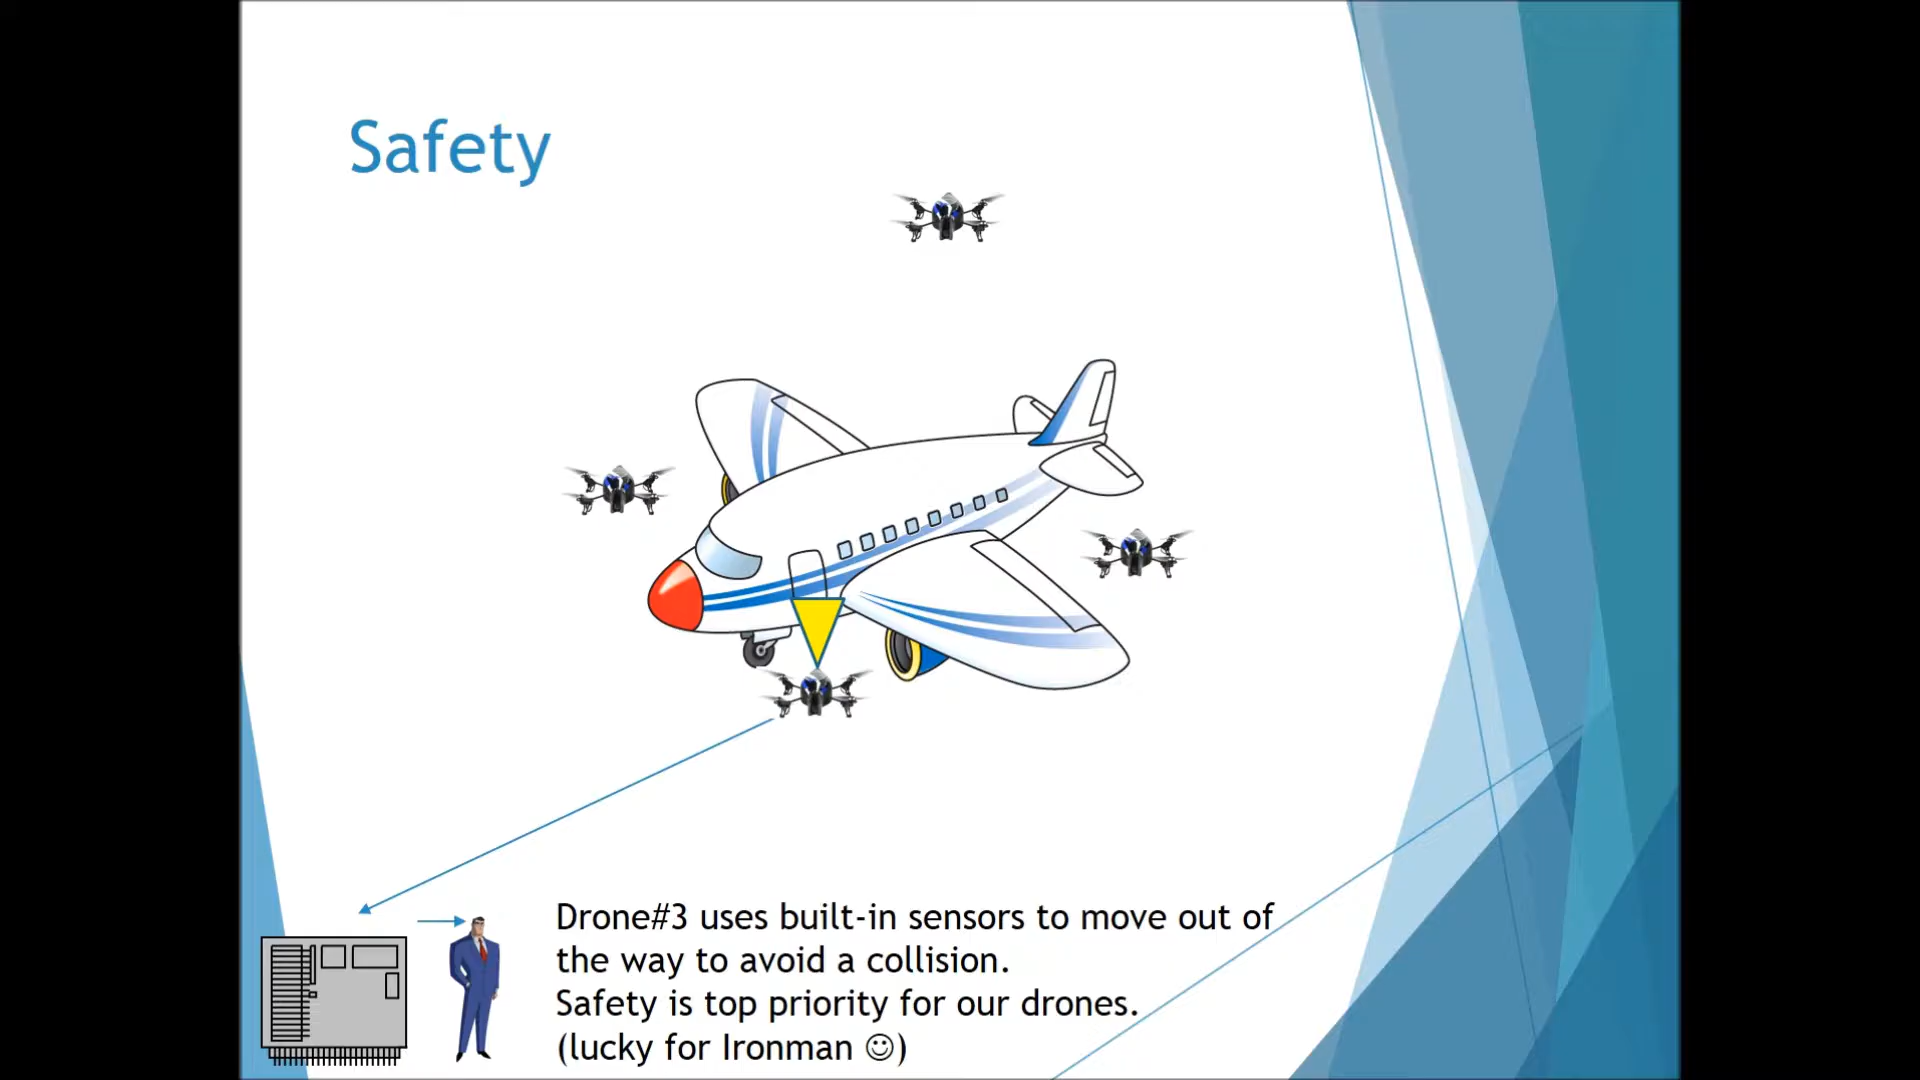 Safety
Drone#3 uses built-in sensors to move out of
the way to avoid a collision.
Safety is top priority for our drones.
(lucky for Ironman ☺)